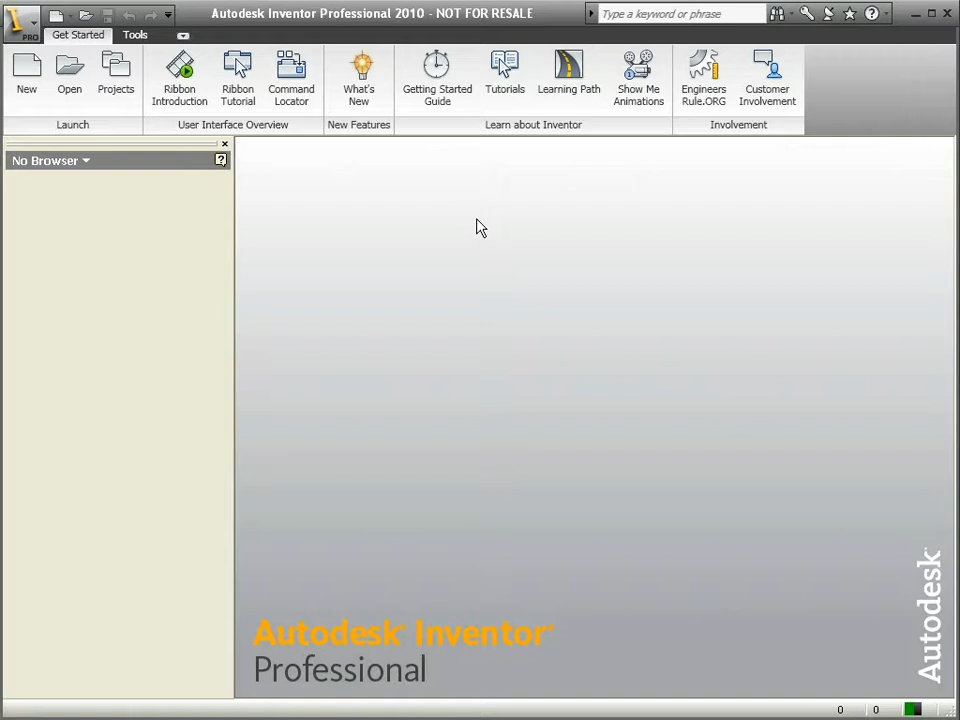 Autodesk Inventor Professional 2010 - NOT FOR RESALE
Type a keyword or phrase
PRO
Get Started
Tools
New
Open
Projects
Ribbon
Introduction
Ribbon
Tutorial
Command
Locator
What's
New
Getting Started
Guide
Tutorials
Learning Path
Show Me
Animations
Engineers
Rule.ORG
Customer
Involvement
Launch
User Interface Overview
New Features
Learn about Inventor
Involvement
No Browser
Autodesk® Inventor®
Professional
Autodesk®
0
0